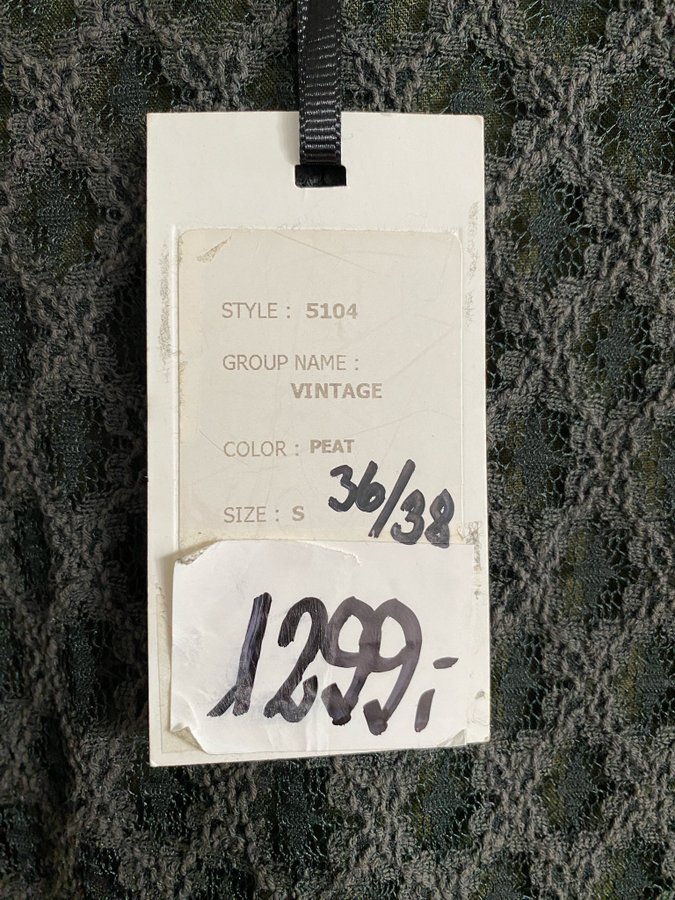 STYLE : 5104
GROUP NAME :
VINTAGE
COLOR : PEAT
SIZE : S 36/38
1299,-